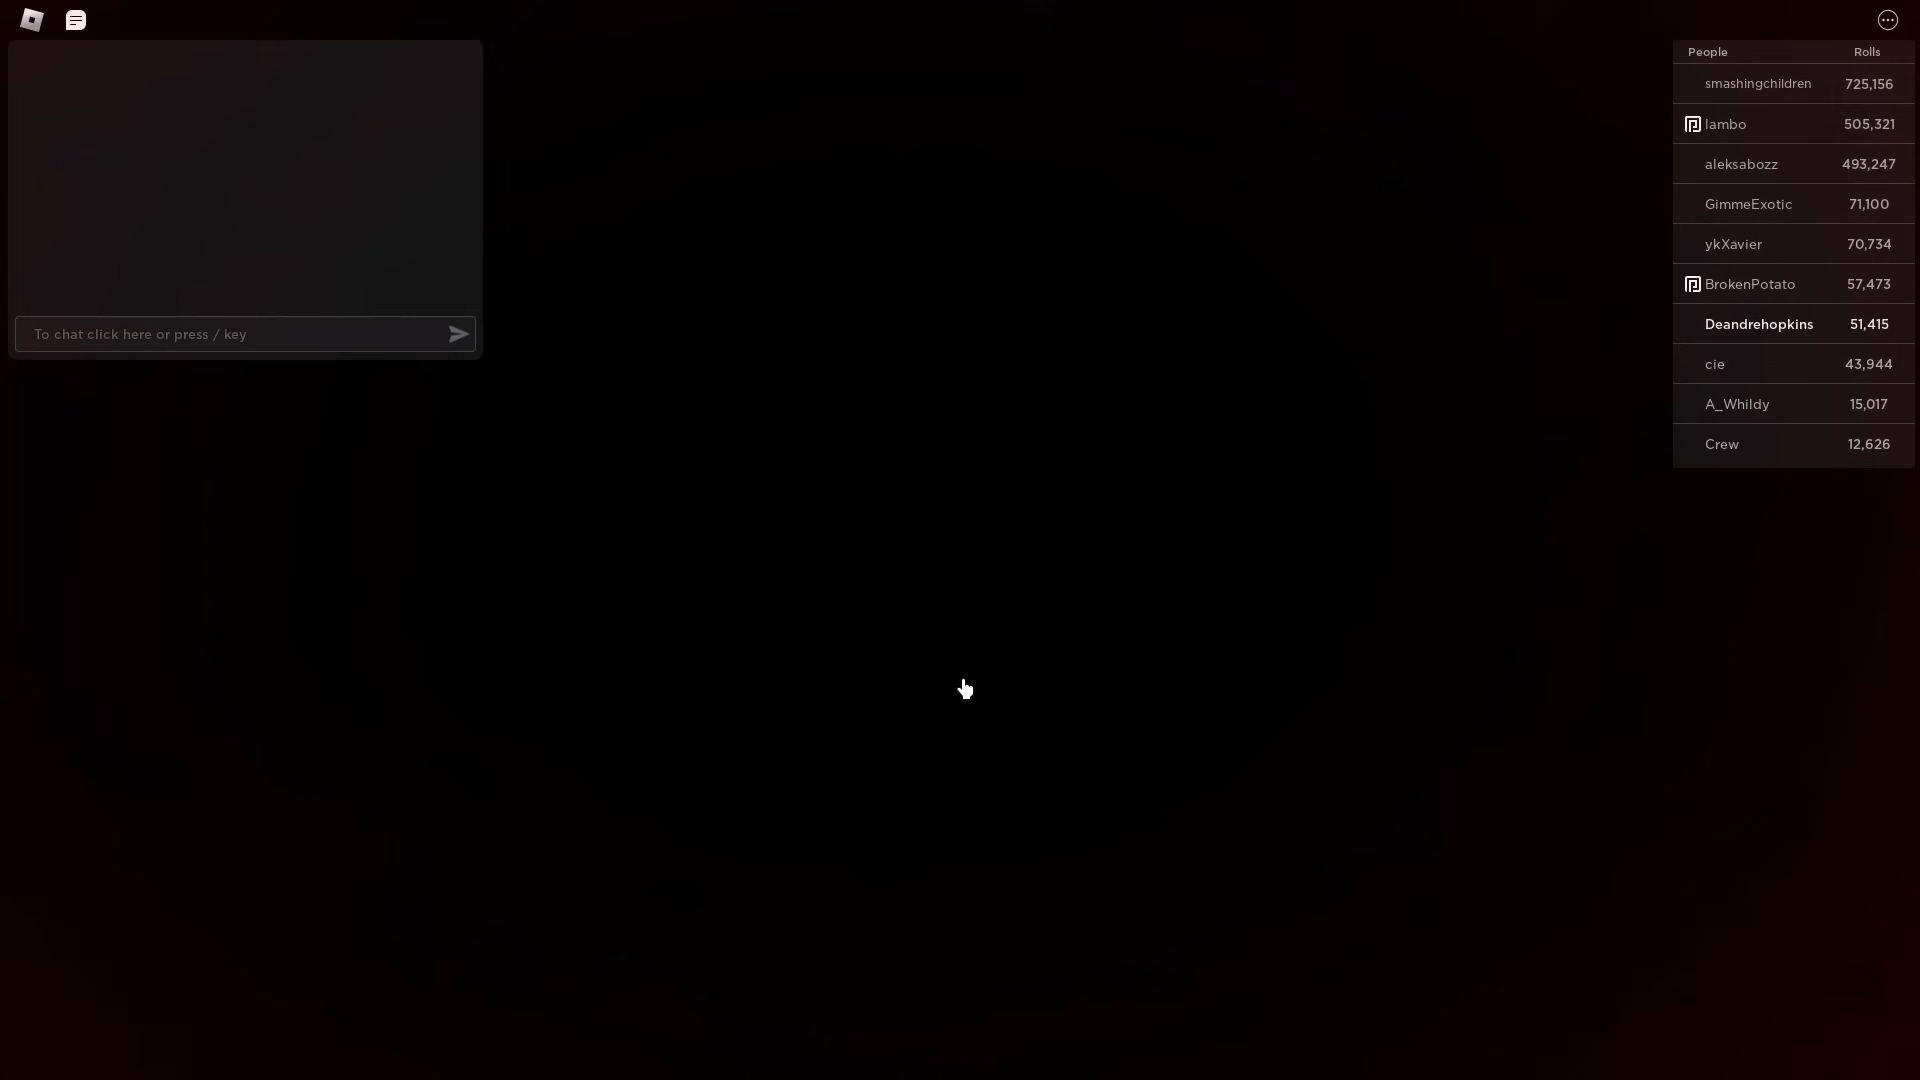 People Rolls
smashingchildren 725,156
lambo 505,321
aleksabozz 493,247
GimmeExotic 71,100
ykXavier 70,734
BrokenPotato 57,473
Deandrehopkins 51,415
cie 43,944
A_Whildy 15,017
Crew 12,626
To chat click here or press / key